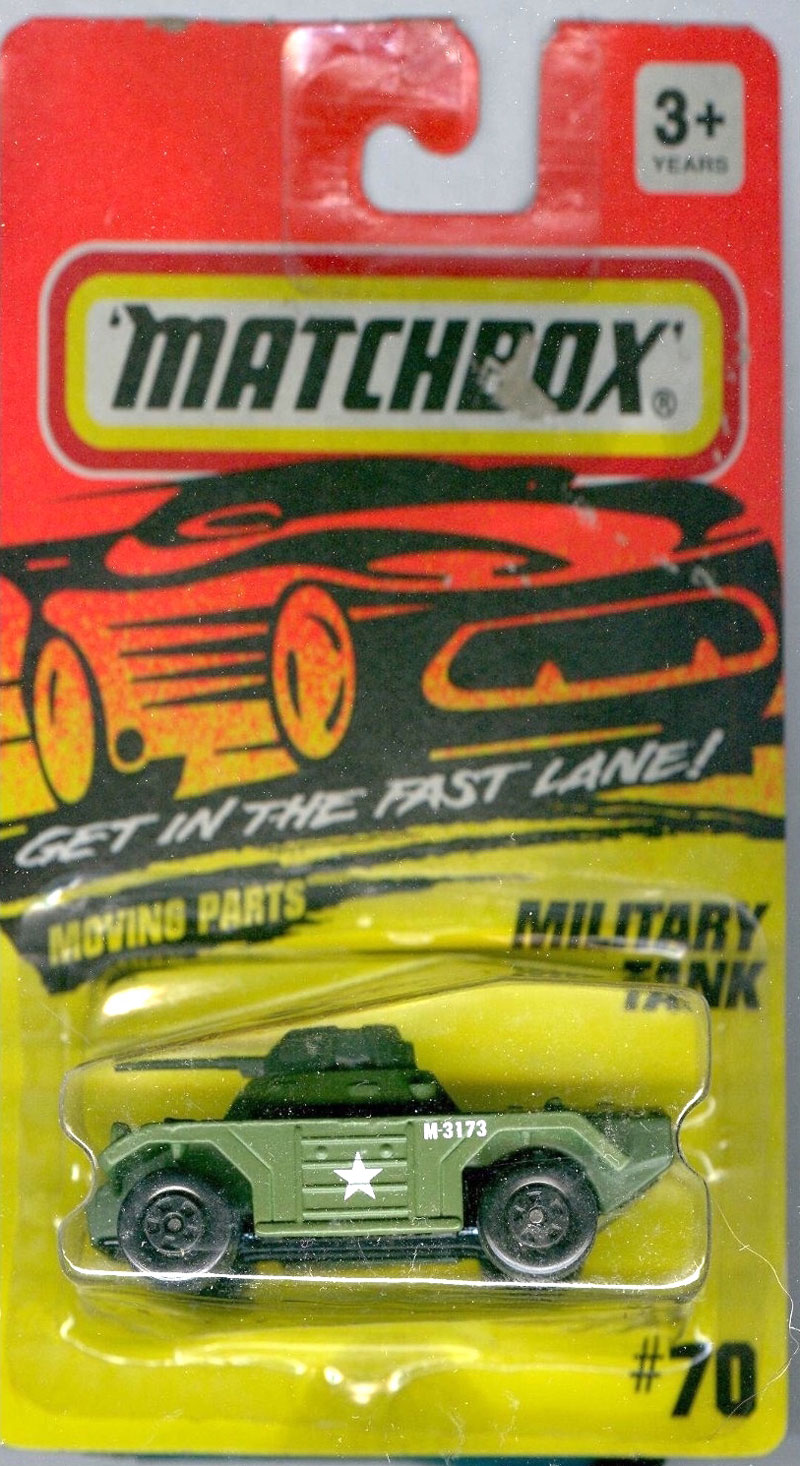 3+
YEARS
'MATCHBOX'®
GET IN THE FAST LANE!
MOVING PARTS
MILITARY
TANK
M-3173
#70